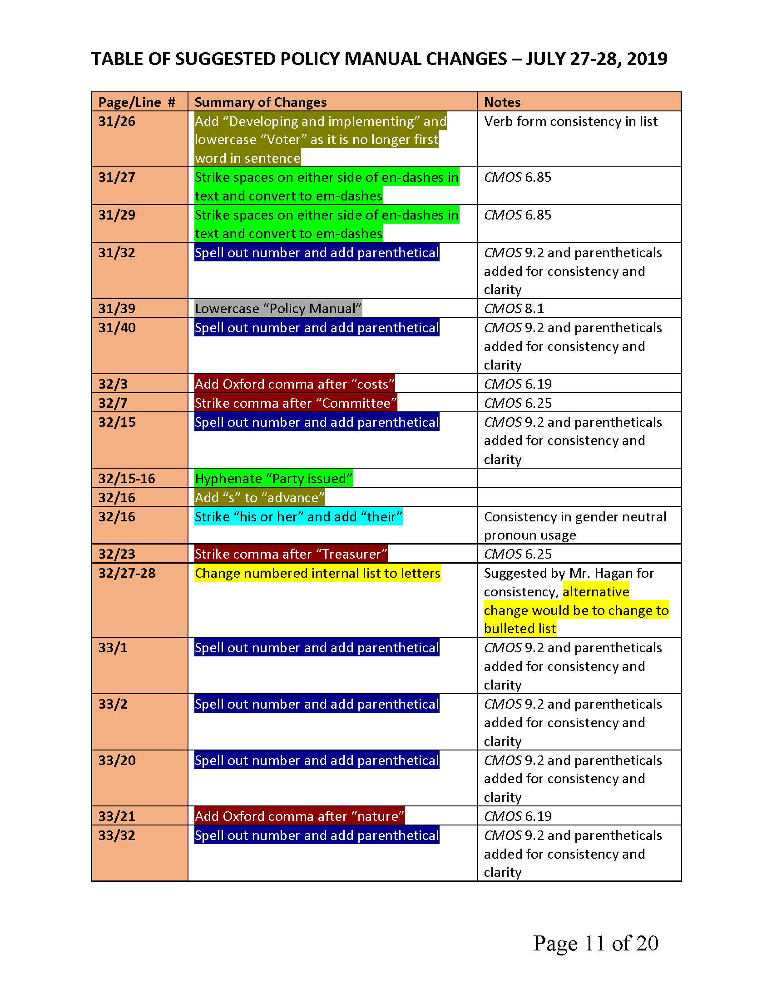 TABLE OF SUGGESTED POLICY MANUAL CHANGES – JULY 27-28, 2019
Page/Line # Summary of Changes Notes
31/26 Add “Developing and implementing” and Verb form consistency in list
lowercase “Voter” as it is no longer first
word in sentence
31/27 Strike spaces on either side of en-dashes in CMOS 6.85
text and convert to em-dashes
31/29 Strike spaces on either side of en-dashes in CMOS 6.85
text and convert to em-dashes
31/32 Spell out number and add parenthetical CMOS 9.2 and parentheticals
added for consistency and
clarity
31/39 Lowercase “Policy Manual” CMOS 8.1
31/40 Spell out number and add parenthetical CMOS 9.2 and parentheticals
added for consistency and
clarity
32/3 Add Oxford comma after “costs” CMOS 6.19
32/7 Strike comma after “Committee” CMOS 6.25
32/15 Spell out number and add parenthetical CMOS 9.2 and parentheticals
added for consistency and
clarity
32/15-16 Hyphenate “Party issued”
32/16 Add “s” to “advance”
32/16 Strike “his or her” and add “their” Consistency in gender neutral
pronoun usage
32/23 Strike comma after “Treasurer” CMOS 6.25
32/27-28 Change numbered internal list to letters Suggested by Mr. Hagan for
consistency, alternative
change would be to change to
bulleted list
33/1 Spell out number and add parenthetical CMOS 9.2 and parentheticals
added for consistency and
clarity
33/2 Spell out number and add parenthetical CMOS 9.2 and parentheticals
added for consistency and
clarity
33/20 Spell out number and add parenthetical CMOS 9.2 and parentheticals
added for consistency and
clarity
33/21 Add Oxford comma after “nature” CMOS 6.19
33/32 Spell out number and add parenthetical CMOS 9.2 and parentheticals
added for consistency and
clarity
Page 11 of 20